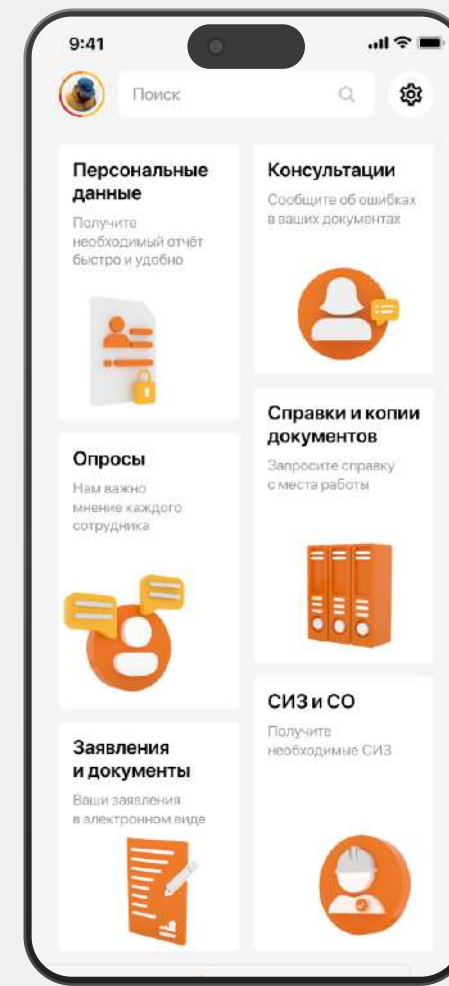 9:41
Поиск
Персональные
данные
Получите
необходимый отчёт
быстро и удобно
Консультации
Сообщите об ошибках
в ваших документах
Опросы
Нам важно
мнение каждого
сотрудника
Справки и копии
документов
Запросите справку
с места работы
Заявления
и документы
Ваши заявления
в электронном виде
СИЗ и СО
Получите
необходимые СИЗ